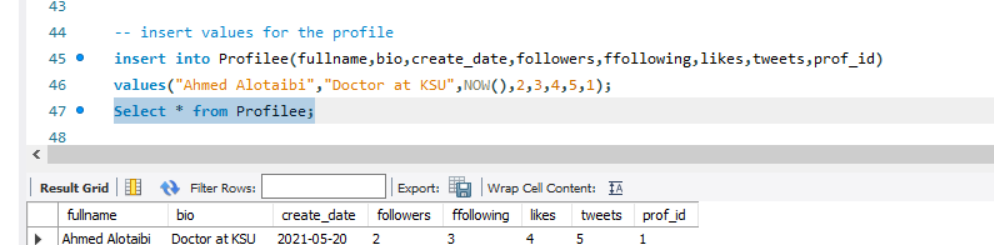 43
44 -- insert values for the profile
45 insert into Profilee(fullname,bio,create_date,followers,ffollowing,likes,tweets,prof_id)
46 values("Ahmed Alotaibi","Doctor at KSU",NOW(),2,3,4,5,1);
47 Select * from Profilee;
48
Result Grid Filter Rows: Export: Wrap Cell Content: IA
fullname bio create_date followers ffollowing likes tweets prof_id
Ahmed Alotaibi Doctor at KSU 2021-05-20 2 3 4 5 1